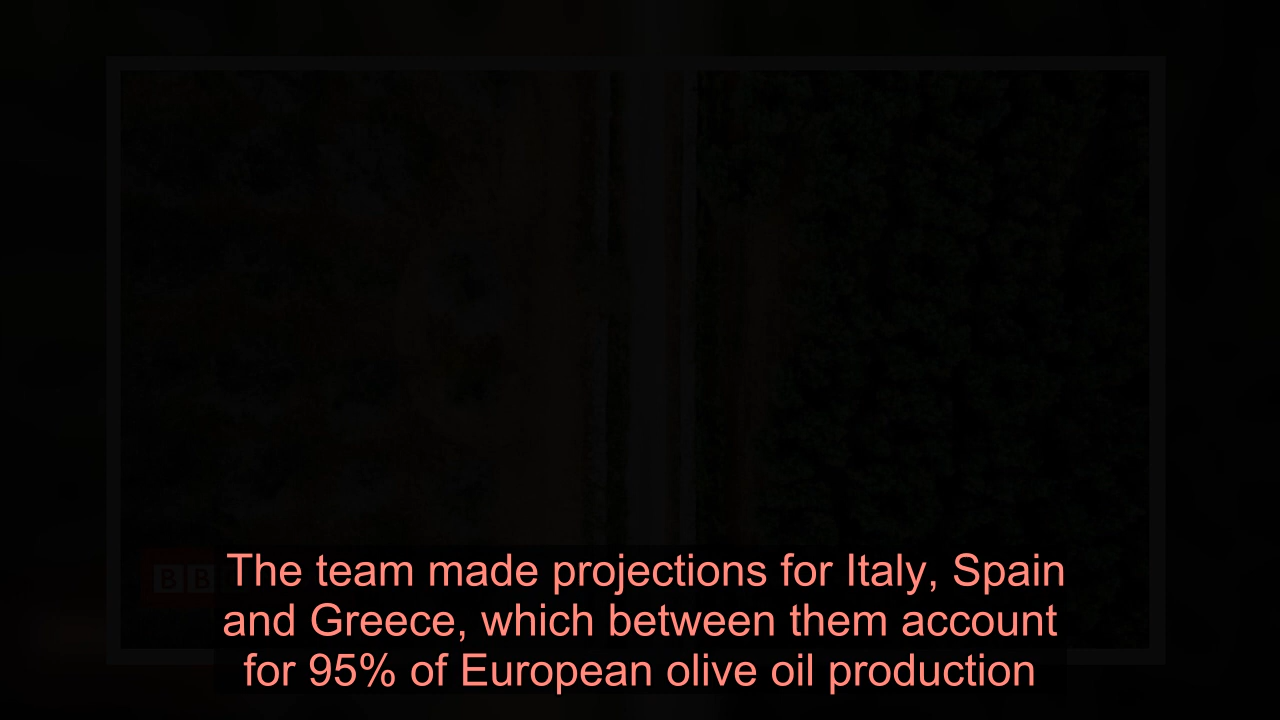 BB
The team made projections for Italy, Spain
and Greece, which between them account
for 95% of European olive oil production